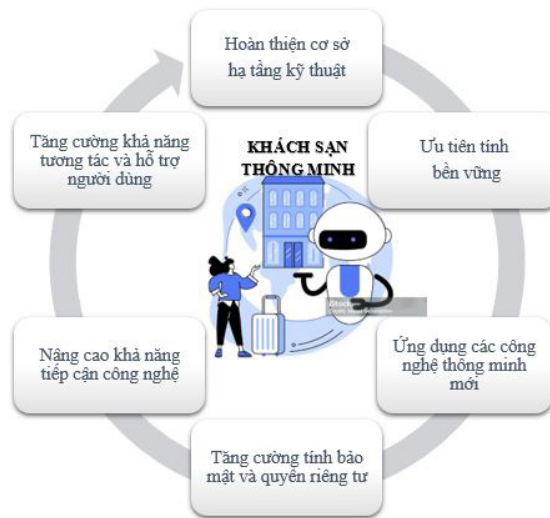 Hoàn thiện cơ sở
hạ tầng kỹ thuật
Ưu tiên tính
bền vững
Ứng dụng các công
nghệ thông minh
mới
Tăng cường tính bảo
mật và quyền riêng tư
Nâng cao khả năng
tiếp cận công nghệ
Tăng cường khả năng
tương tác và hỗ trợ
người dùng
KHÁCH SẠN
THÔNG MINH
iStock